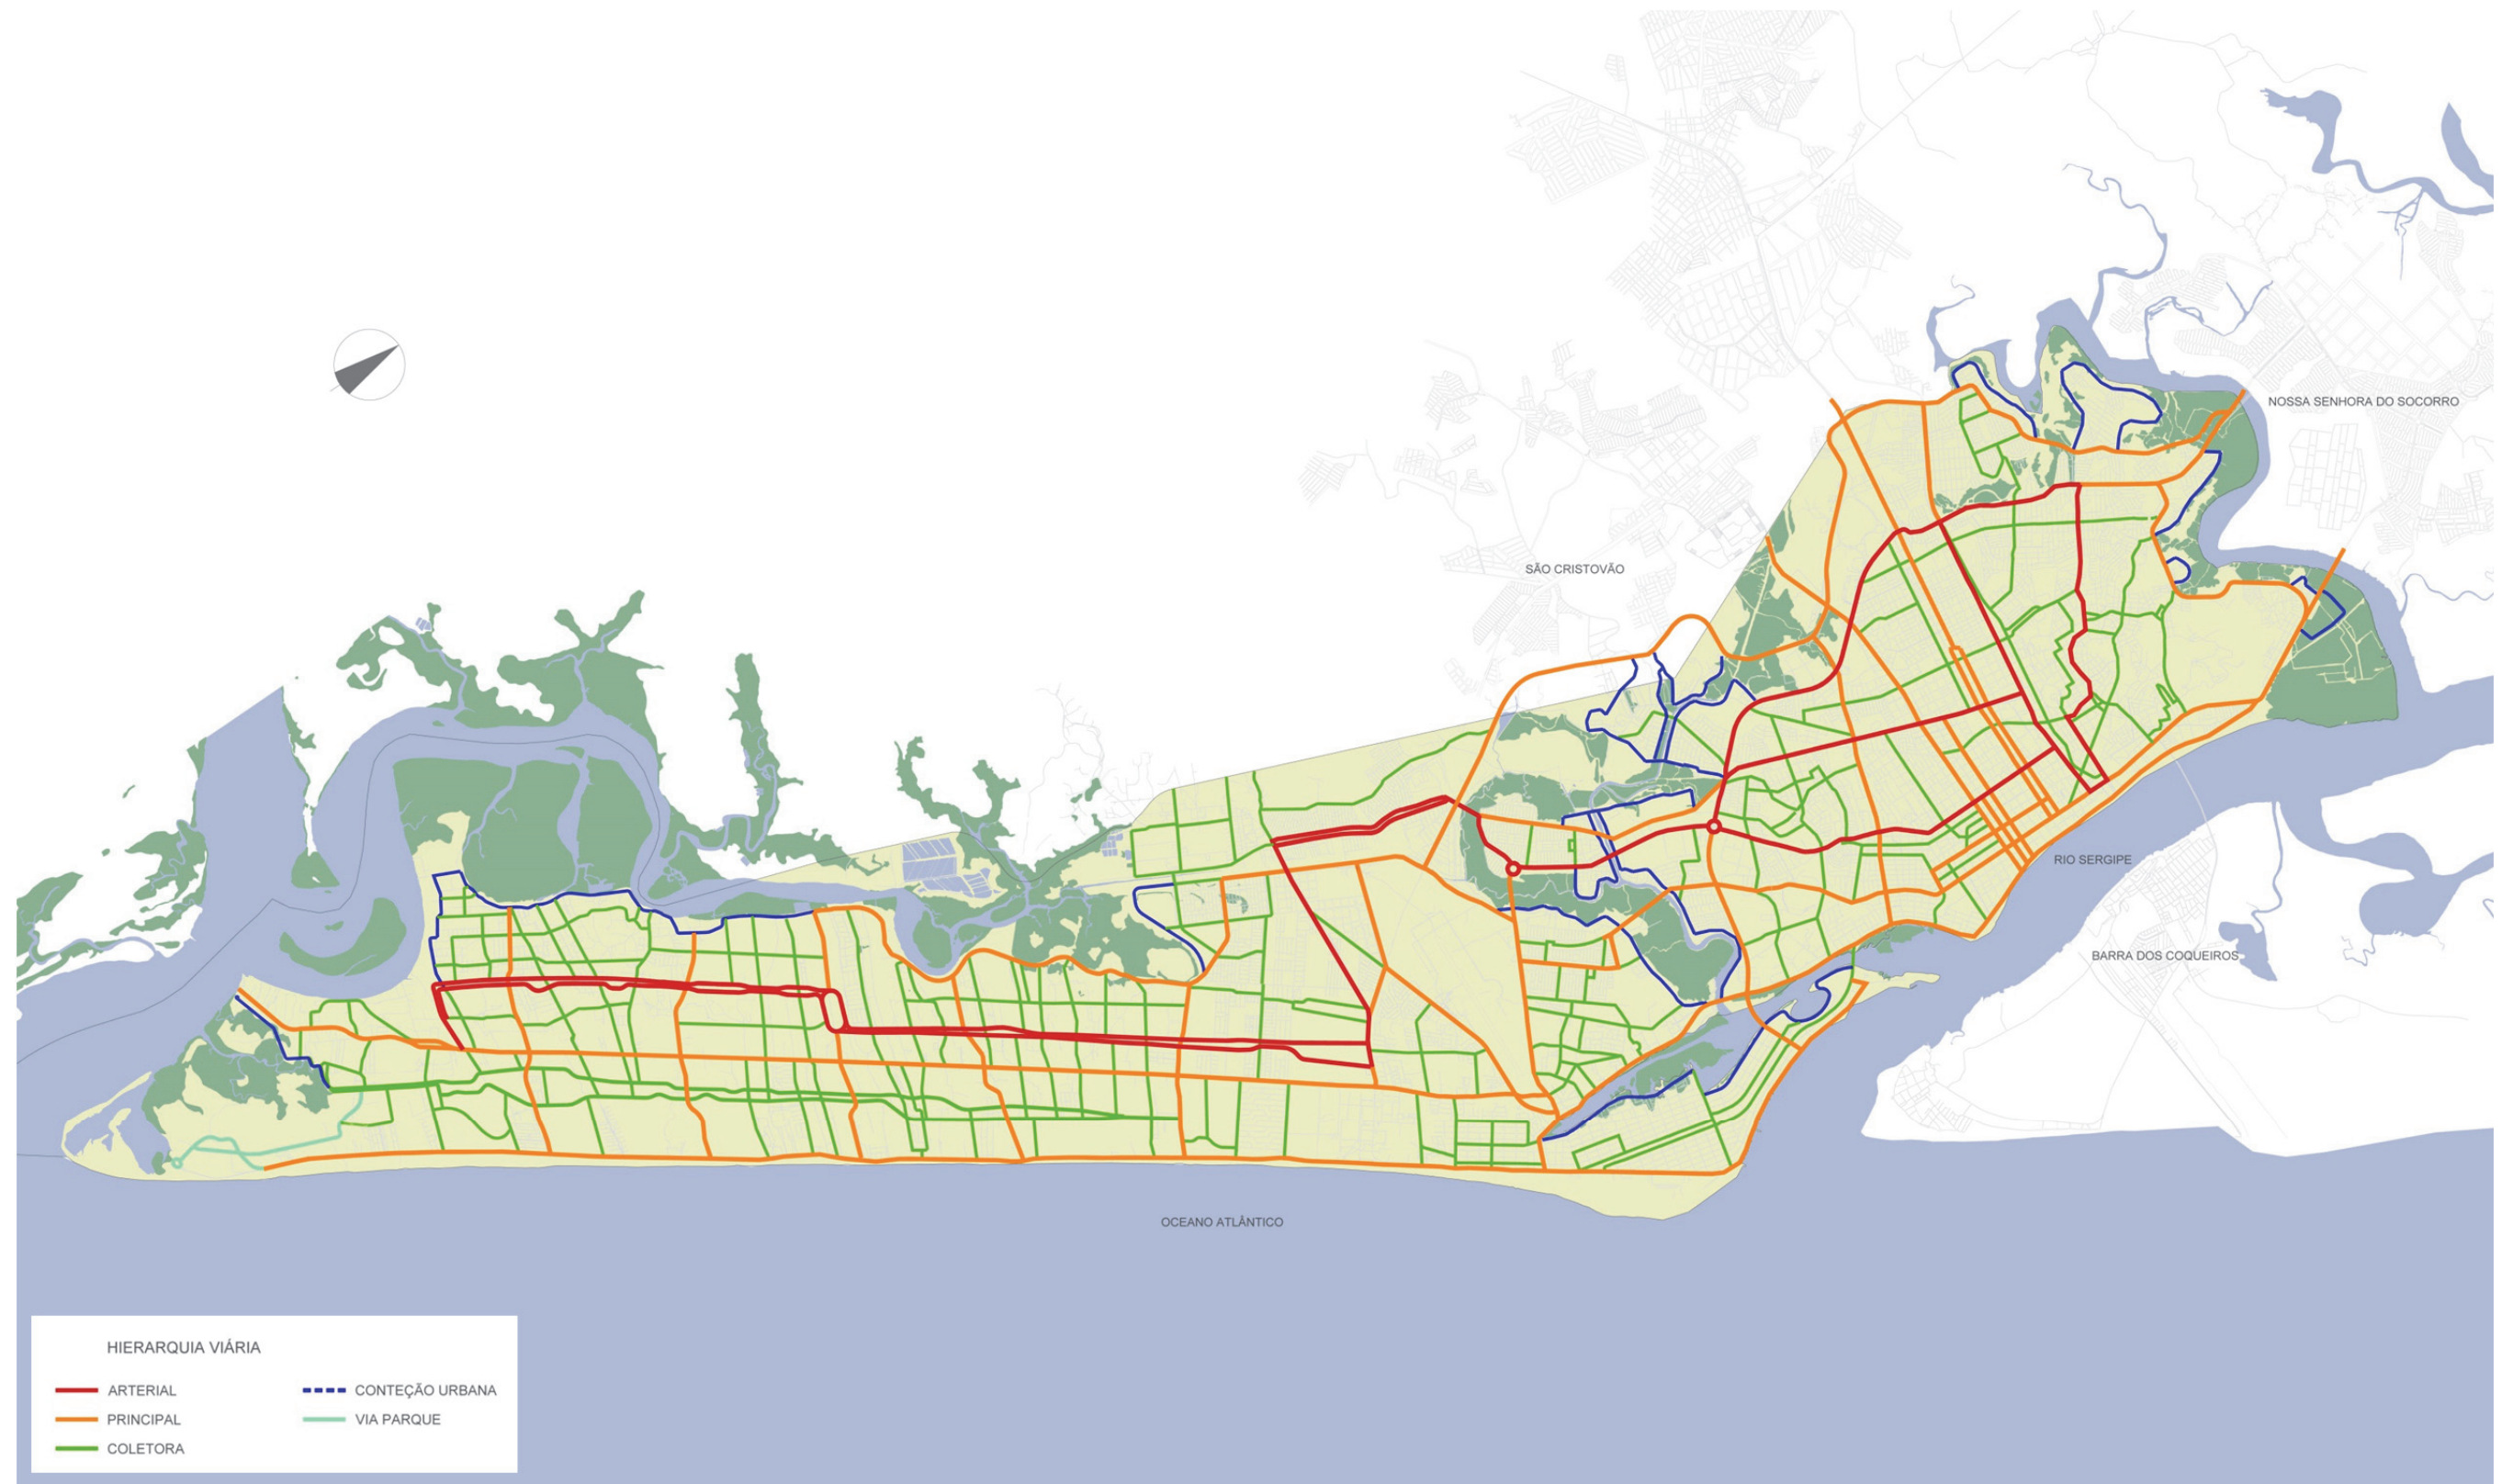 NOSSA SENHORA DO SOCORRO
SÃO CRISTOVÃO
RIO SERGIPE
BARRA DOS COQUEIROS
OCEANO ATLÂNTICO
HIERARQUIA VIÁRIA
ARTERIAL
PRINCIPAL
COLETORA
CONTEÇÃO URBANA
VIA PARQUE